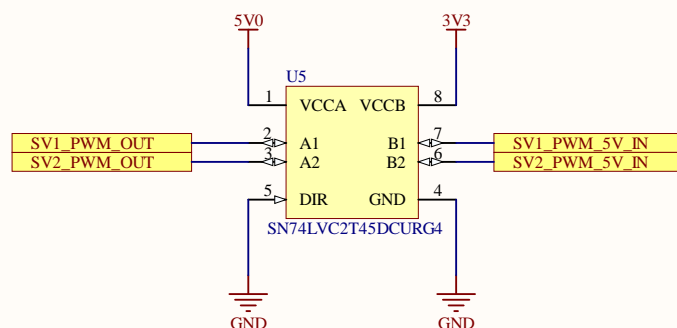 5V0 3V3
U5
1 VCCA VCCB 8
SV1_PWM_OUT 2 A1 B1 7 SV1_PWM_5V_IN
SV2_PWM_OUT 3 A2 B2 6 SV2_PWM_5V_IN
5 DIR GND 4
SN74LVC2T45DCURG4
GND GND